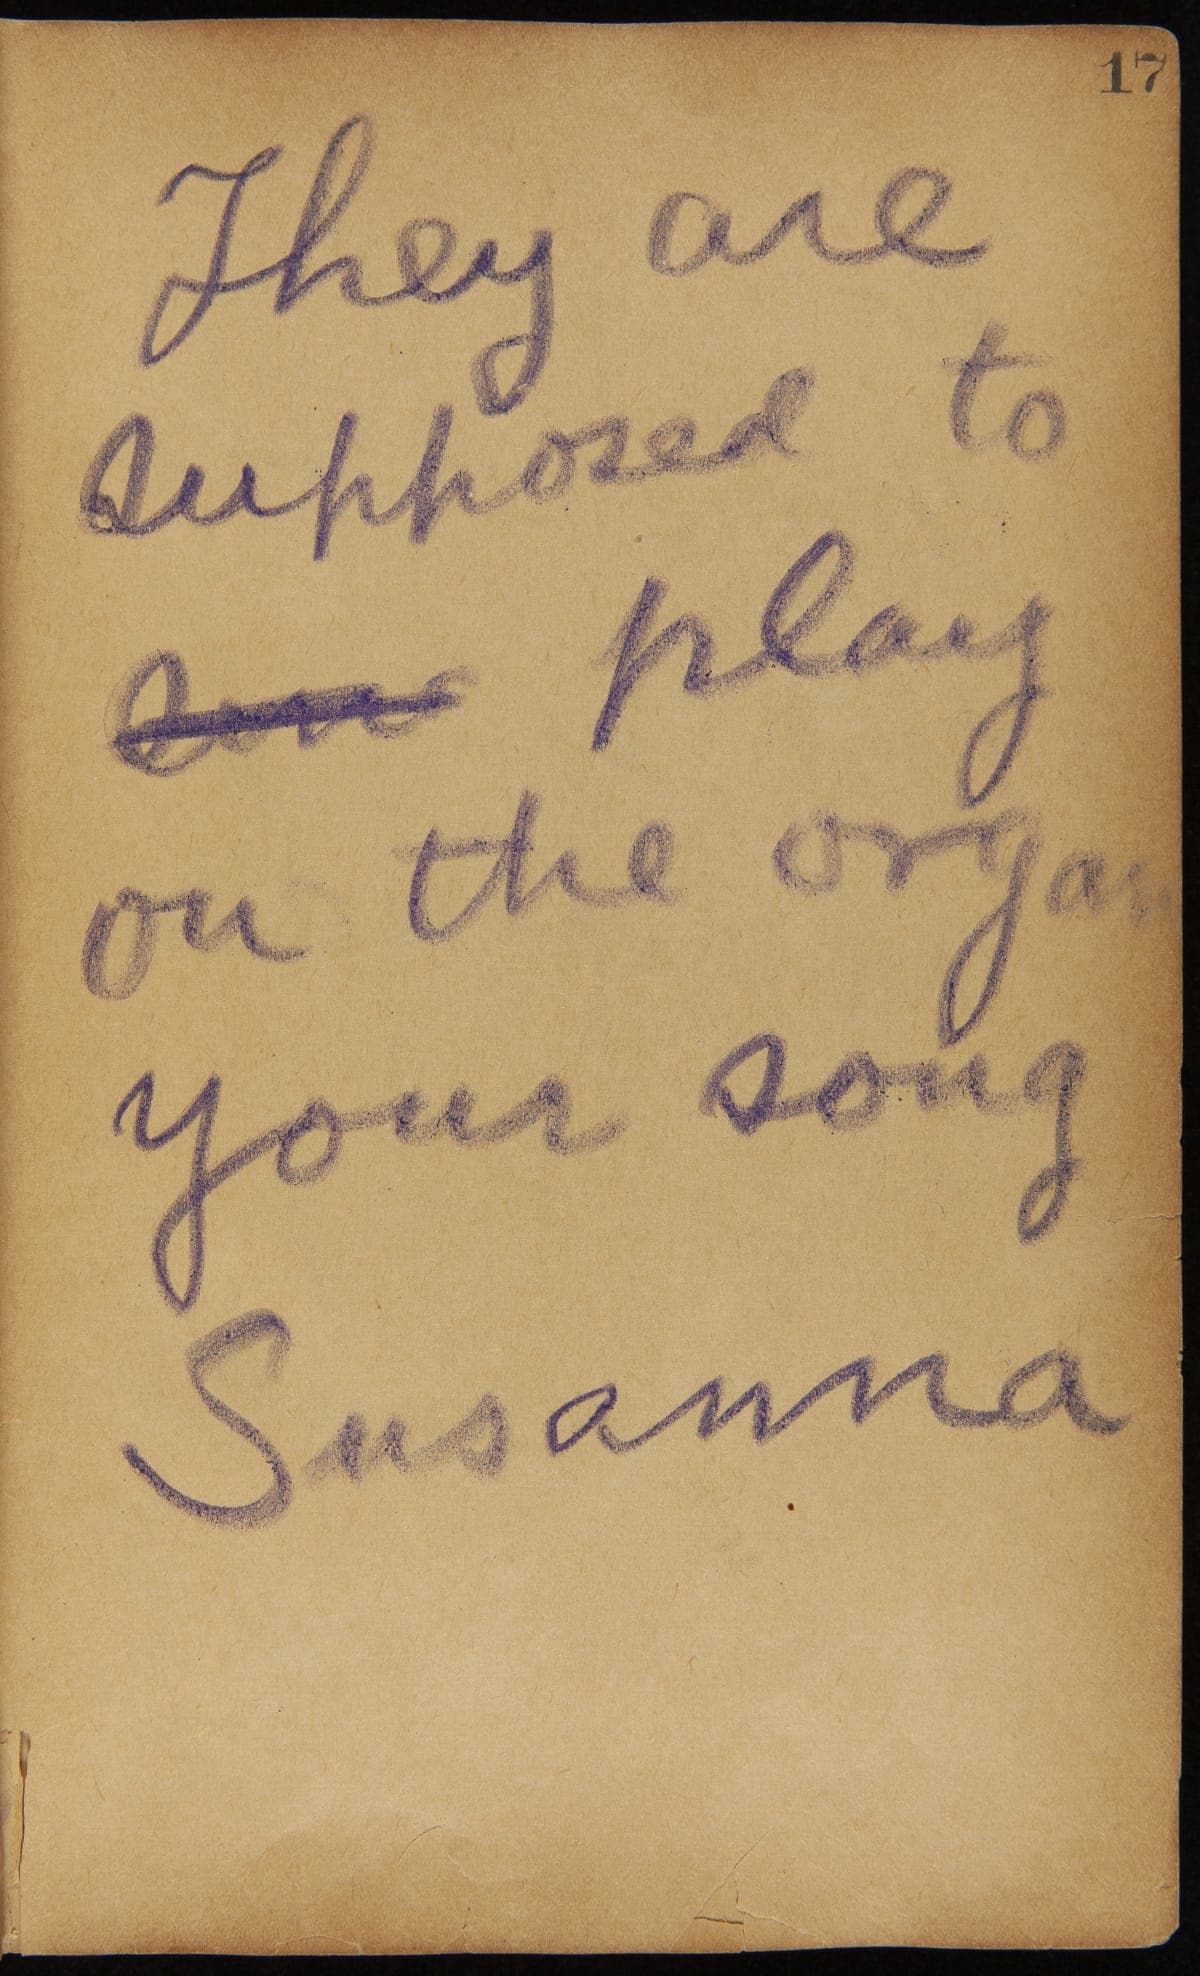 17
They are
supposed to
play
on the organ
your song
Susanna